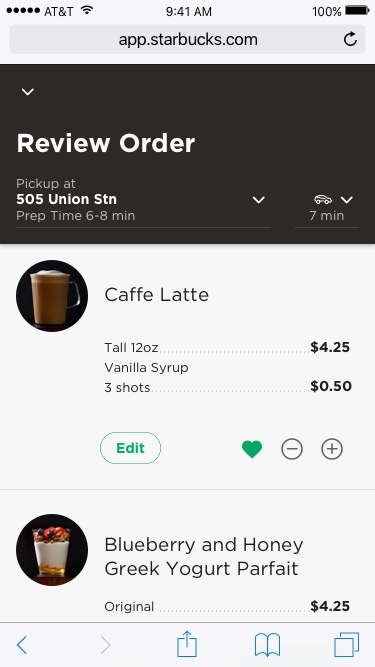 AT&T 9:41 AM 100%
app.starbucks.com
Review Order
Pickup at
505 Union Stn
Prep Time 6-8 min 7 min
Caffe Latte
Tall 12oz $4.25
Vanilla Syrup
3 shots $0.50
Edit
Blueberry and Honey
Greek Yogurt Parfait
Original $4.25